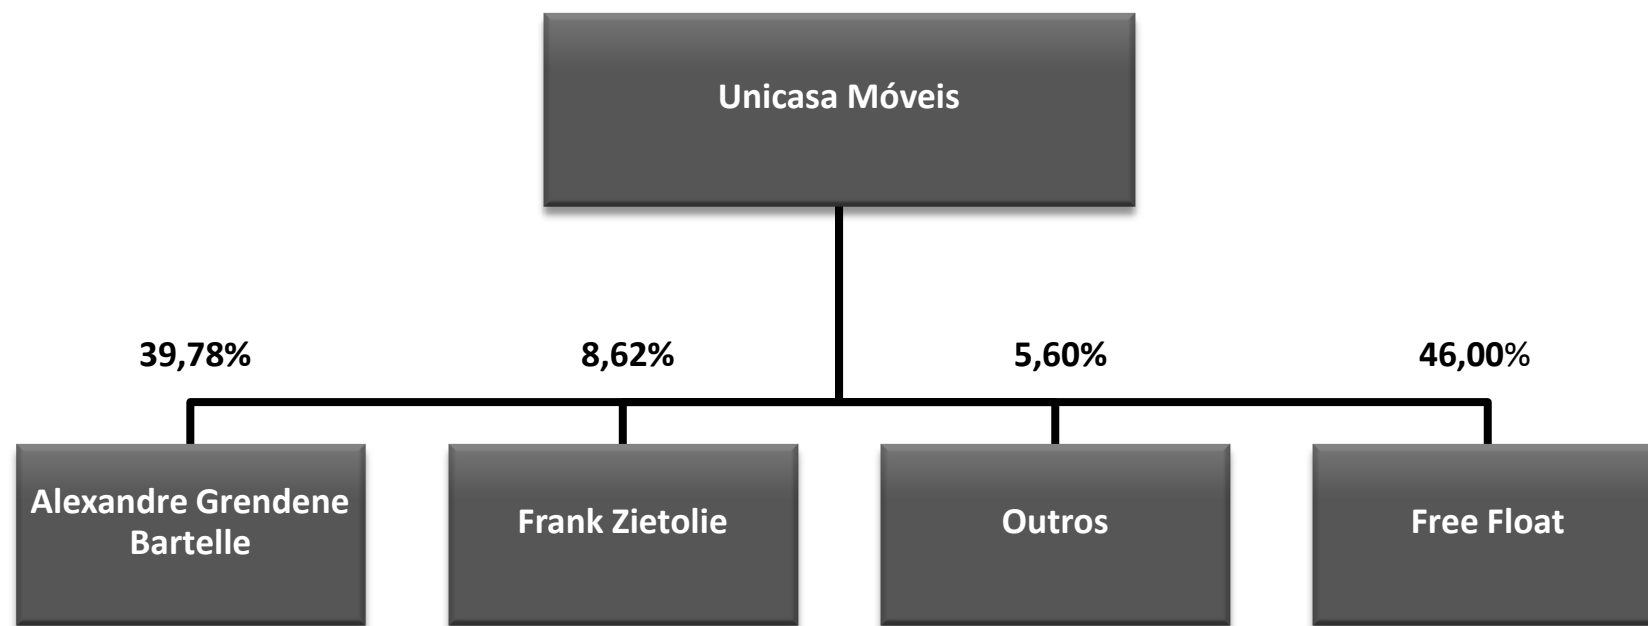 Unicasa Móveis
39,78%
8,62%
5,60%
46,00%
Alexandre Grendene
Bartelle
Frank Zietolie
Outros
Free Float